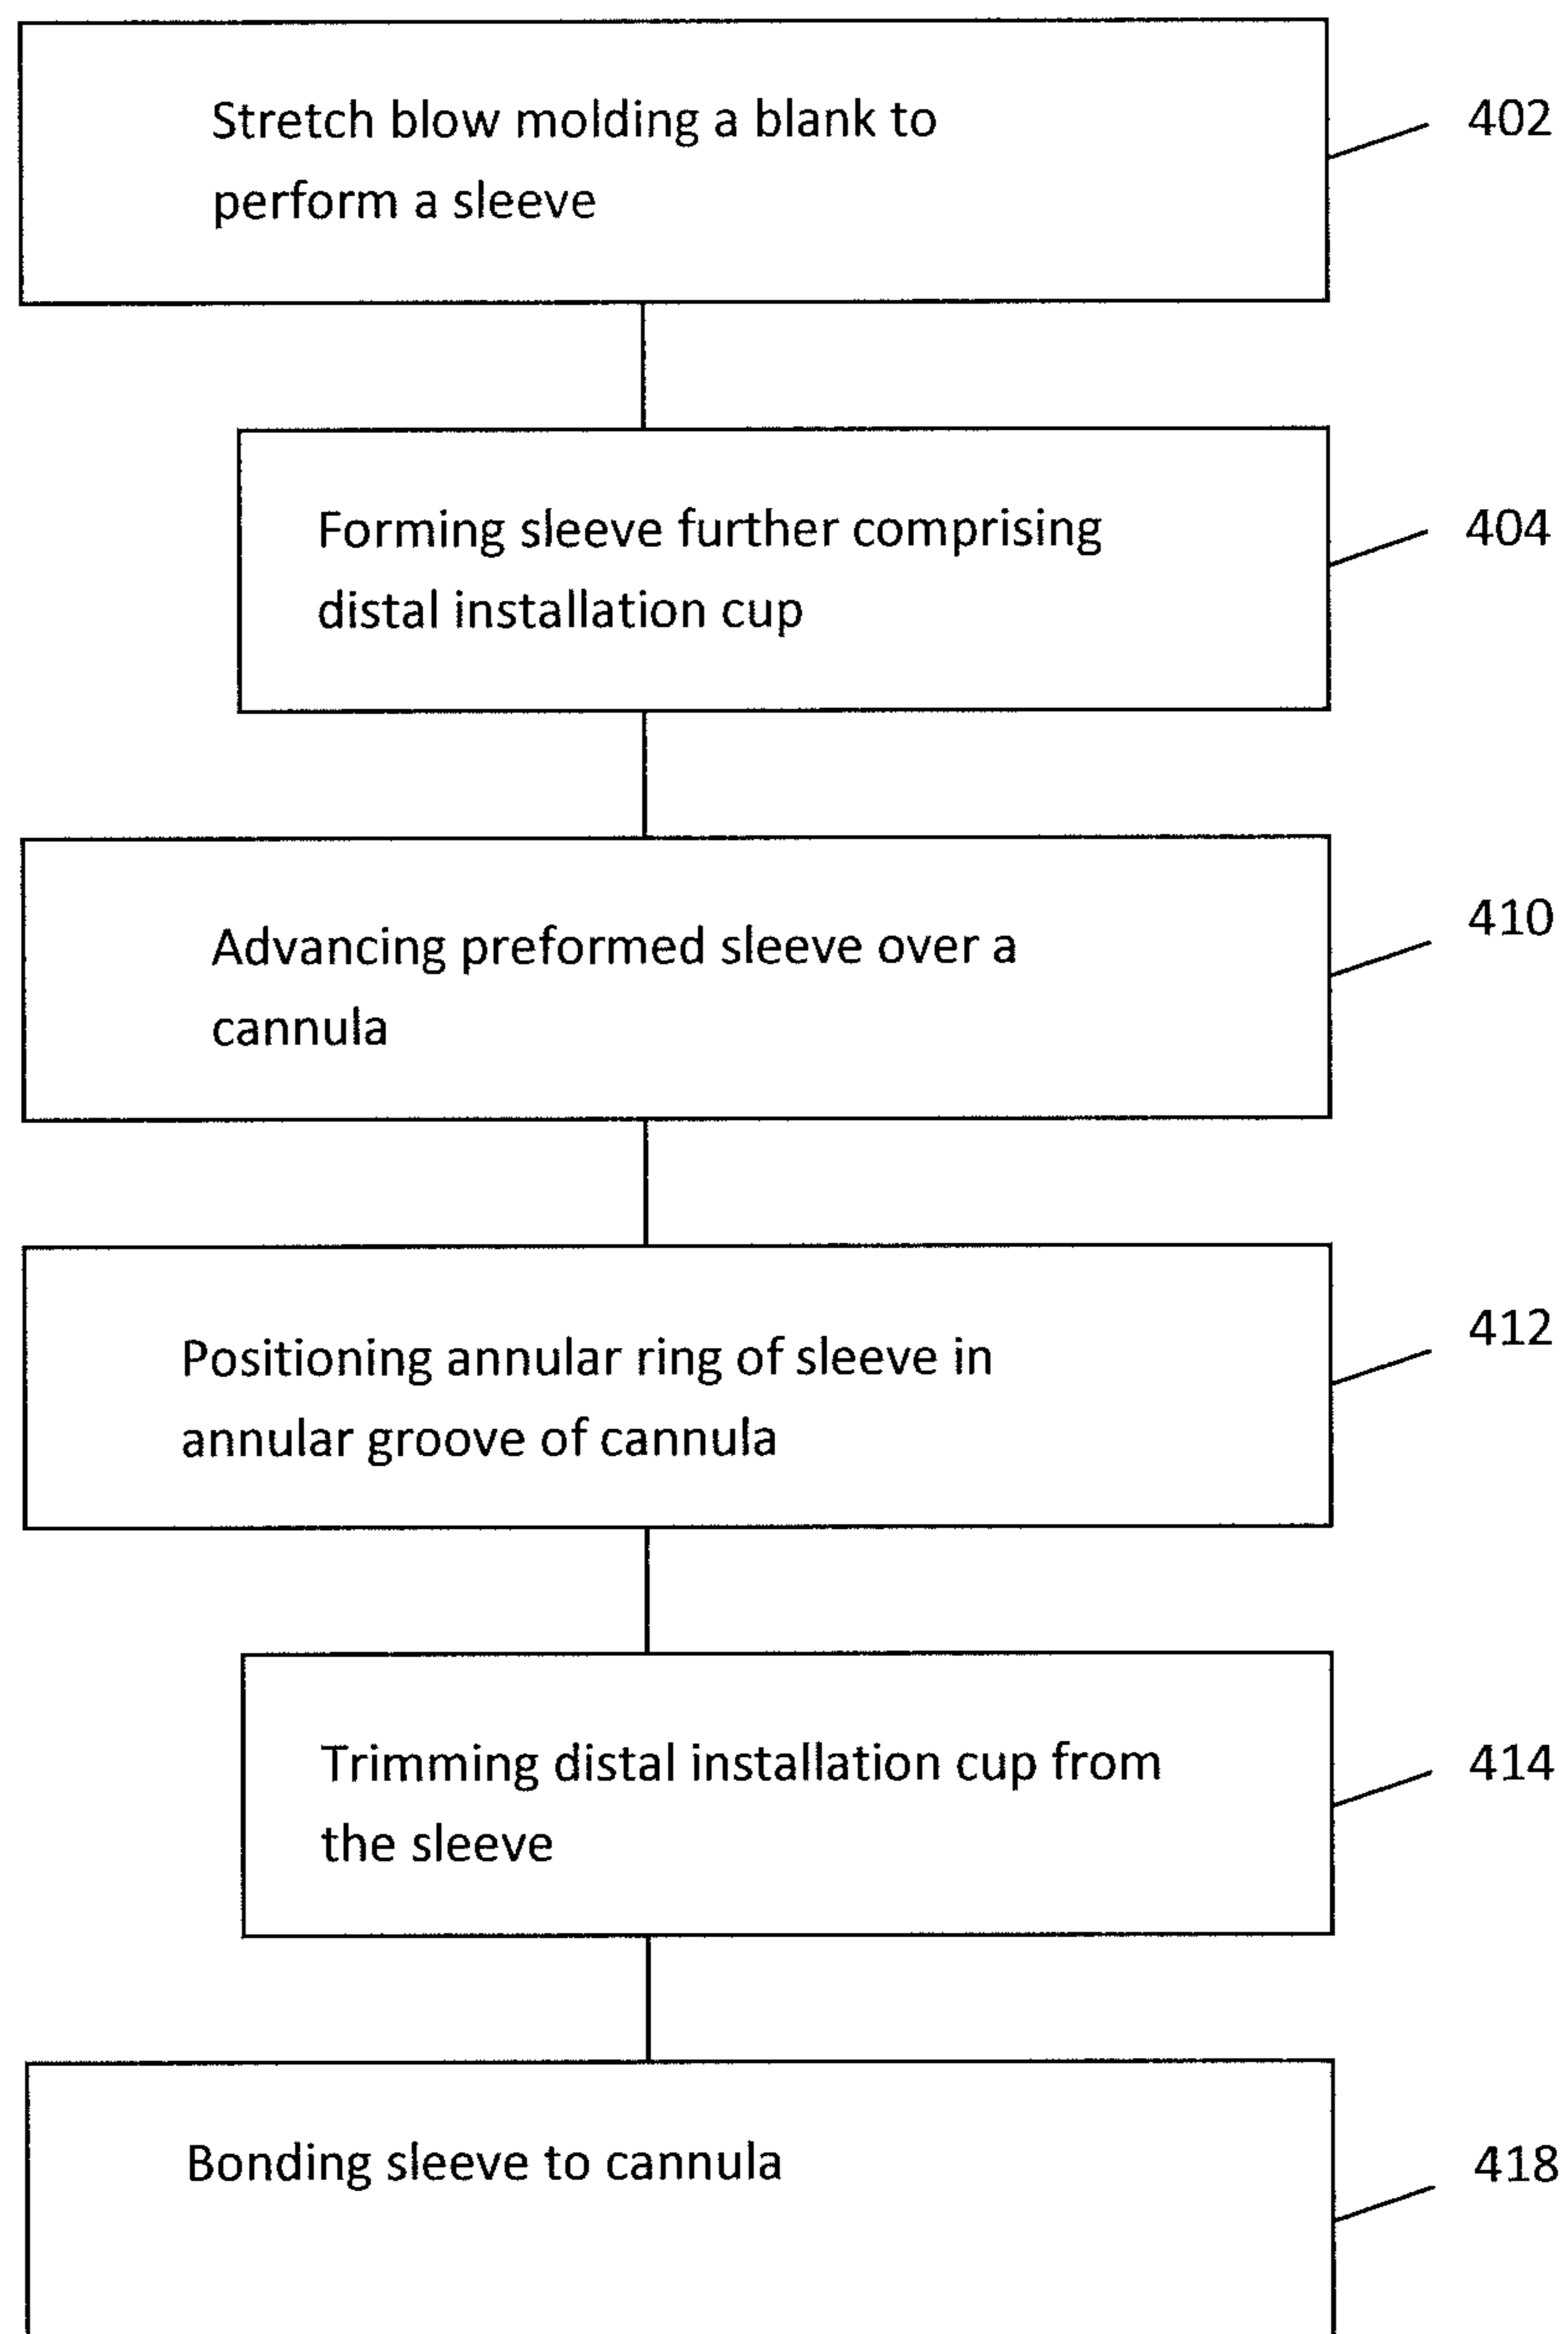 Stretch blow molding a blank to
perform a sleeve
402
Forming sleeve further comprising
distal installation cup
404
Advancing preformed sleeve over a
cannula
410
Positioning annular ring of sleeve in
annular groove of cannula
412
Trimming distal installation cup from
the sleeve
414
Bonding sleeve to cannula
418